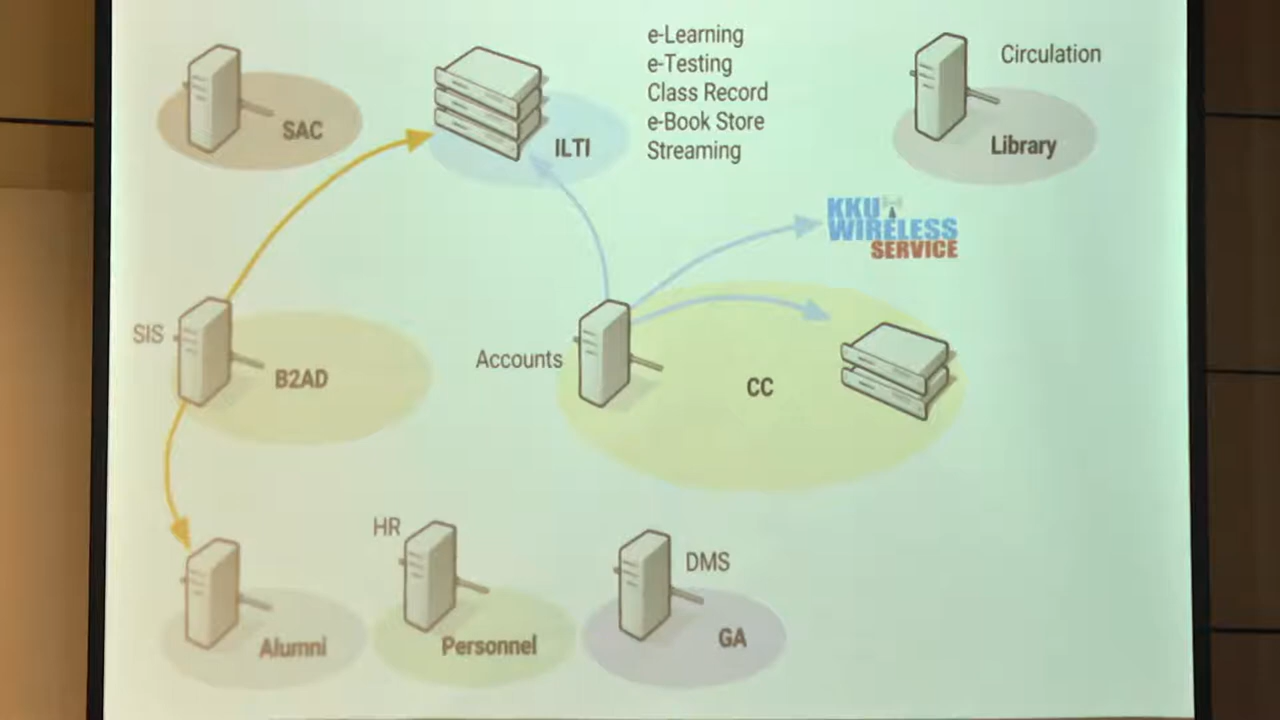 SAC
ILTI
e-Learning
e-Testing
Class Record
e-Book Store
Streaming
Circulation
Library
KKU
WIRELESS
SERVICE
SIS
B2AD
Accounts
CC
Alumni
HR
Personnel
DMS
GA